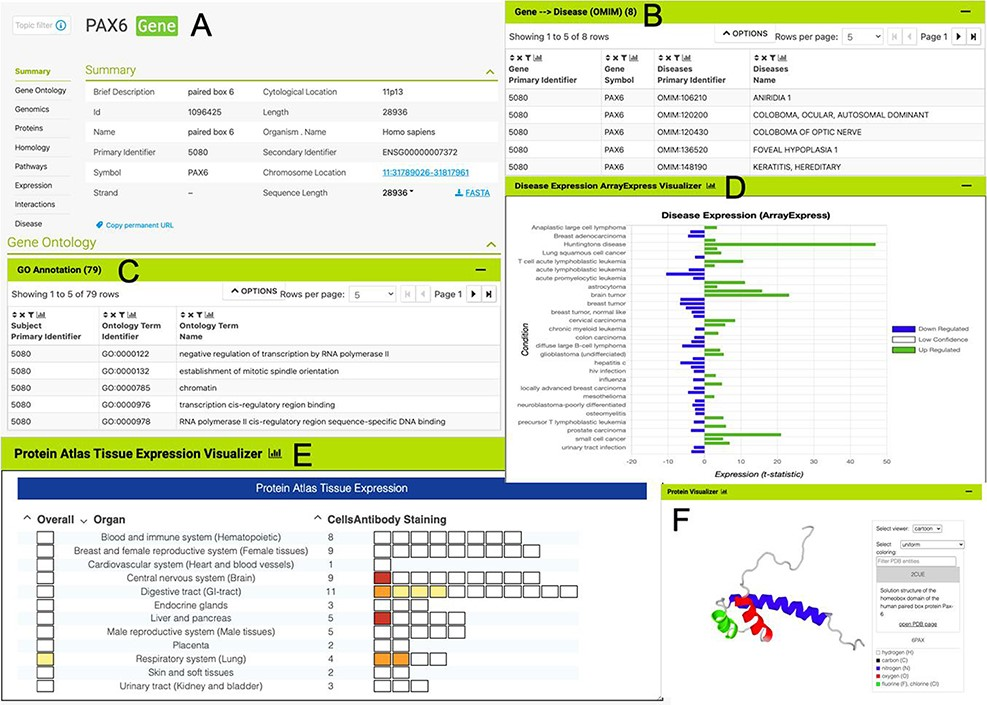 Topic filter
PAX6 Gene A
Summary
Gene Ontology
Genomics
Proteins
Homology
Pathways
Expression
Interactions
Disease
Summary
Brief Description paired box 6 Cytological Location 11p13
Id 1096425 Length 28936
Name paired box 6 Organism . Name Homo sapiens
Primary Identifier 5080 Secondary Identifier ENSG00000007372
Symbol PAX6 Chromosome Location 11:31789026-31817961
Strand – Sequence Length 28936 FASTA
Copy permanent URL
Gene --> Disease (OMIM) (8) B
Showing 1 to 5 of 8 rows OPTIONS Rows per page: 5 Page 1
Gene Gene Diseases Diseases
Primary Identifier Symbol Primary Identifier Name
5080 PAX6 OMIM:106210 ANIRIDIA 1
5080 PAX6 OMIM:120200 COLOBOMA, OCULAR, AUTOSOMAL DOMINANT
5080 PAX6 OMIM:120430 COLOBOMA OF OPTIC NERVE
5080 PAX6 OMIM:136520 FOVEAL HYPOPLASIA 1
5080 PAX6 OMIM:148190 KERATITIS, HEREDITARY
Gene Ontology
GO Annotation (79) C
Showing 1 to 5 of 79 rows OPTIONS Rows per page: 5 Page 1
Subject Ontology Term Ontology Term
Primary Identifier Identifier Name
5080 GO:0000122 negative regulation of transcription by RNA polymerase II
5080 GO:0000132 establishment of mitotic spindle orientation
5080 GO:0000785 chromatin
5080 GO:0000976 transcription cis-regulatory region binding
5080 GO:0000978 RNA polymerase II cis-regulatory region sequence-specific DNA binding
Disease Expression ArrayExpress Visualizer D
Disease Expression (ArrayExpress)
Condition
Anaplastic large cell lymphoma
Breast adenocarcinoma
Huntingtons disease
Lung squamous cell cancer
T cell acute lymphoblastic leukemia
acute lymphoblastic leukemia
acute promyelocytic leukemia
astrocytoma
brain tumor
breast tumor
breast tumor, normal like
cervical carcinoma
chronic myeloid leukemia
colon carcinoma
diffuse large B-cell lymphoma
glioblastoma (undifferciated)
hepatitis c
hiv infection
influenza
locally advanced breast carcinoma
mesothelioma
neuroblastoma-poorly differentiated
osteomyelitis
precursor T lymphoblastic leukemia
prostate carcinoma
small cell cancer
urinary tract infection
-20 -10 0 10 20 30 40 50
Expression (t-statistic)
Down Regulated
Low Confidence
Up Regulated
Protein Atlas Tissue Expression Visualizer E
Protein Atlas Tissue Expression
Overall Organ Cells Antibody Staining
Blood and immune system (Hematopoietic) 8
Breast and female reproductive system (Female tissues) 9
Cardiovascular system (Heart and blood vessels) 1
Central nervous system (Brain) 9
Digestive tract (GI-tract) 11
Endocrine glands 3
Liver and pancreas 5
Male reproductive system (Male tissues) 5
Placenta 2
Respiratory system (Lung) 4
Skin and soft tissues 2
Urinary tract (Kidney and bladder) 3
Protein Visualizer
F
Select viewer: cartoon
Select coloring: uniform
Filter PDB entities
2CUE
Solution structure of the
homeobox domain of the
human paired box protein Pax-
6
open PDB page
6PAX
hydrogen (H)
carbon (C)
nitrogen (N)
oxygen (O)
fluorine (F), chlorine (Cl)